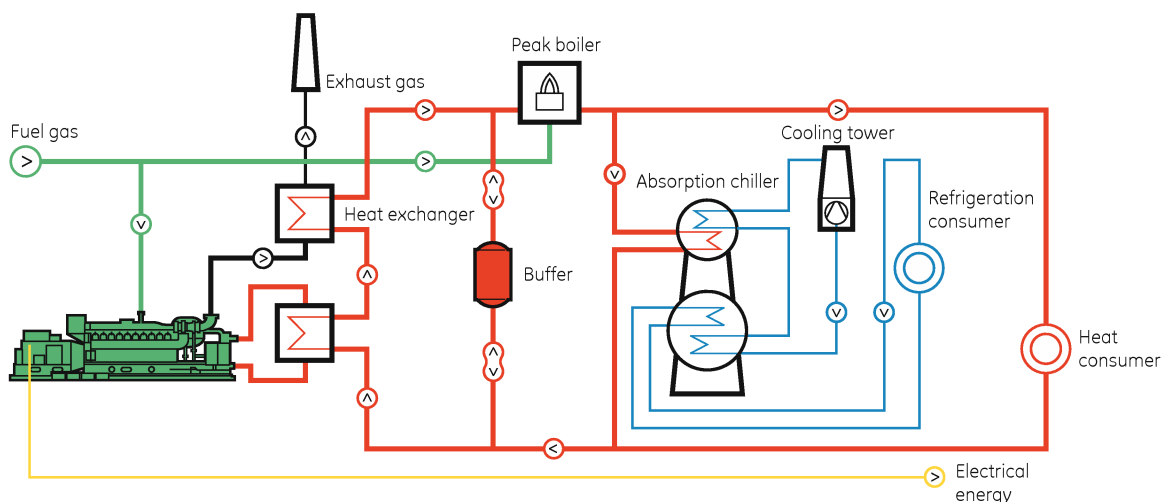 Peak boiler
Exhaust gas
Fuel gas
Cooling tower
Absorption chiller
Heat exchanger
Refrigeration
consumer
Buffer
Heat
consumer
Electrical
energy